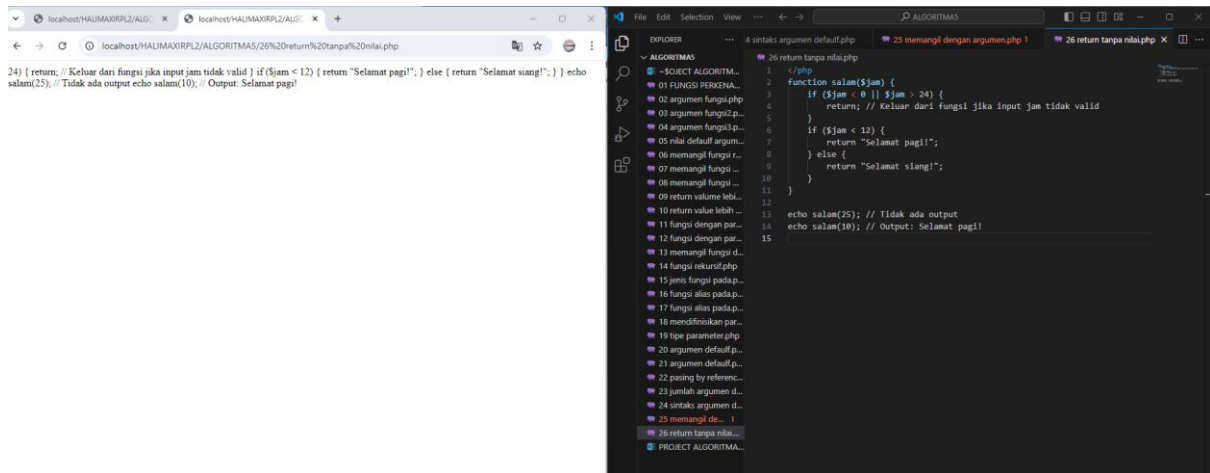 localhost/HALIMAXIRPL2/ALGO
localhost/HALIMAXIRPL2/ALGO
localhost/HALIMAXIRPL2/ALGORITMA5/26%20return%20tanpa%20nilai.php
24) { return; // Keluar dari fungsi jika input jam tidak valid } if ($jam < 12) { return "Selamat pagi!"; } else { return "Selamat siang!"; } } echo
salam(25); // Tidak ada output echo salam(10); // Output: Selamat pagi!
File Edit Selection View ... ALGORITMA5
EXPLORER ...
4 sintaks argumen defaulf.php 25 memangil dengan argumen.php 1 26 return tanpa nilai.php
ALGORITMAS
~$OJECT ALGORITM...
01 FUNGSI PERKENA...
02 argumen fungsi.php
03 argumen fungsi2.p...
04 argumen fungsi3.p...
05 nilai defaulf argum...
06 memangil fungsi r...
07 memangil fungsi ...
08 memangil fungsi ...
09 return valume lebi...
10 return value lebih ...
11 fungsi dengan par...
12 fungsi dengan par...
13 memangil fungsi d...
14 fungsi rekursif.php
15 jenis fungsi pada.p...
16 fungsi alias pada.p...
17 fungsi alias pada.p...
18 mendifinisikan par...
19 tipe parameter.php
20 argumen defaulf.p...
21 argumen defaulf.p...
22 pasing by referenc...
23 jumlah argumen d...
24 sintaks argumen d...
25 memangil de... 1
26 return tanpa nilai....
PROJECT ALGORITMA...
26 return tanpa nilai.php
1 </php
2 function salam($jam) {
3 if ($jam < 0 || $jam > 24) {
4 return; // Keluar dari fungsi jika input jam tidak valid
5 }
6 if ($jam < 12) {
7 return "Selamat pagi!";
8 } else {
9 return "Selamat siang!";
10 }
11 }
12
13 echo salam(25); // Tidak ada output
14 echo salam(10); // Output: Selamat pagi!
15